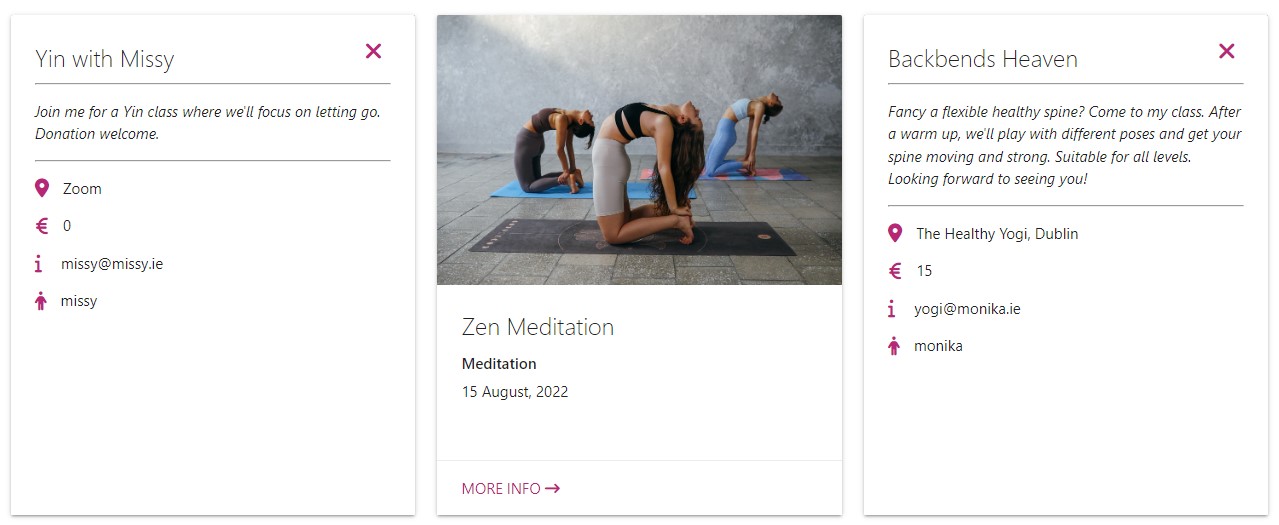 Yin with Missy
Join me for a Yin class where we'll focus on letting go.
Donation welcome.
Zoom
0
missy@missy.ie
missy
Zen Meditation
Meditation
15 August, 2022
MORE INFO
Backbends Heaven
Fancy a flexible healthy spine? Come to my class. After
a warm up, we'll play with different poses and get your
spine moving and strong. Suitable for all levels.
Looking forward to seeing you!
The Healthy Yogi, Dublin
15
yogi@monika.ie
monika